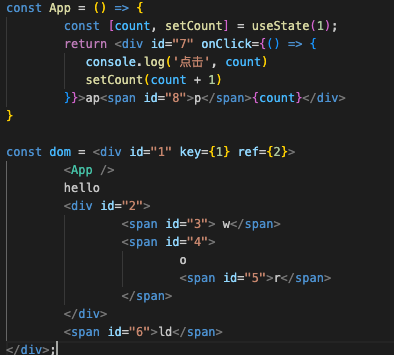 const App = () => {
const [count, setCount] = useState(1);
return <div id="7" onClick={() => {
console.log('点击', count)
setCount(count + 1)
}}>ap<span id="8">p</span>{count}</div>
}
const dom = <div id="1" key={1} ref={2}>
<App />
hello
<div id="2">
<span id="3"> w</span>
<span id="4">
o
<span id="5">r</span>
</span>
</div>
<span id="6">ld</span>
</div>;